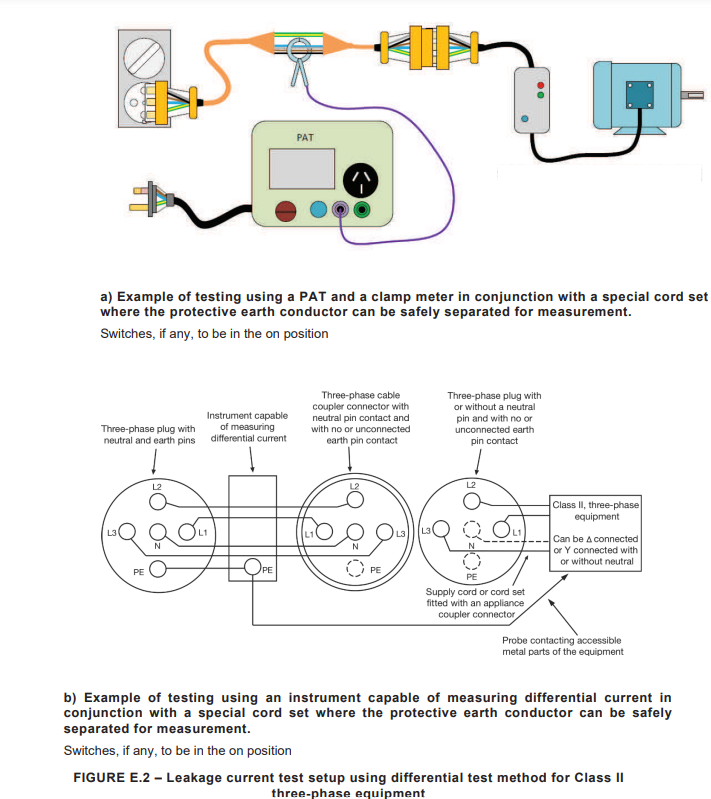 PAT
a) Example of testing using a PAT and a clamp meter in conjunction with a special cord set
where the protective earth conductor can be safely separated for measurement.
Switches, if any, to be in the on position
Three-phase plug with
neutral and earth pins
Instrument capable
of measuring
differential current
Three-phase cable
coupler connector with
neutral pin contact and
with no or unconnected
earth pin contact
Three-phase plug with
or without a neutral
pin and with no or
unconnected earth
pin contact
L2
L3
L1
N
PE
PE
L2
L1
L3
N
PE
L2
L3
L1
N
PE
Class II, three-phase
equipment
Can be Δ connected
or Y connected with
or without neutral
Supply cord or cord set
fitted with an appliance
coupler connector
Probe contacting accessible
metal parts of the equipment
b) Example of testing using an instrument capable of measuring differential current in
conjunction with a special cord set where the protective earth conductor can be safely
separated for measurement.
Switches, if any, to be in the on position
FIGURE E.2 – Leakage current test setup using differential test method for Class II
three-phase equipment